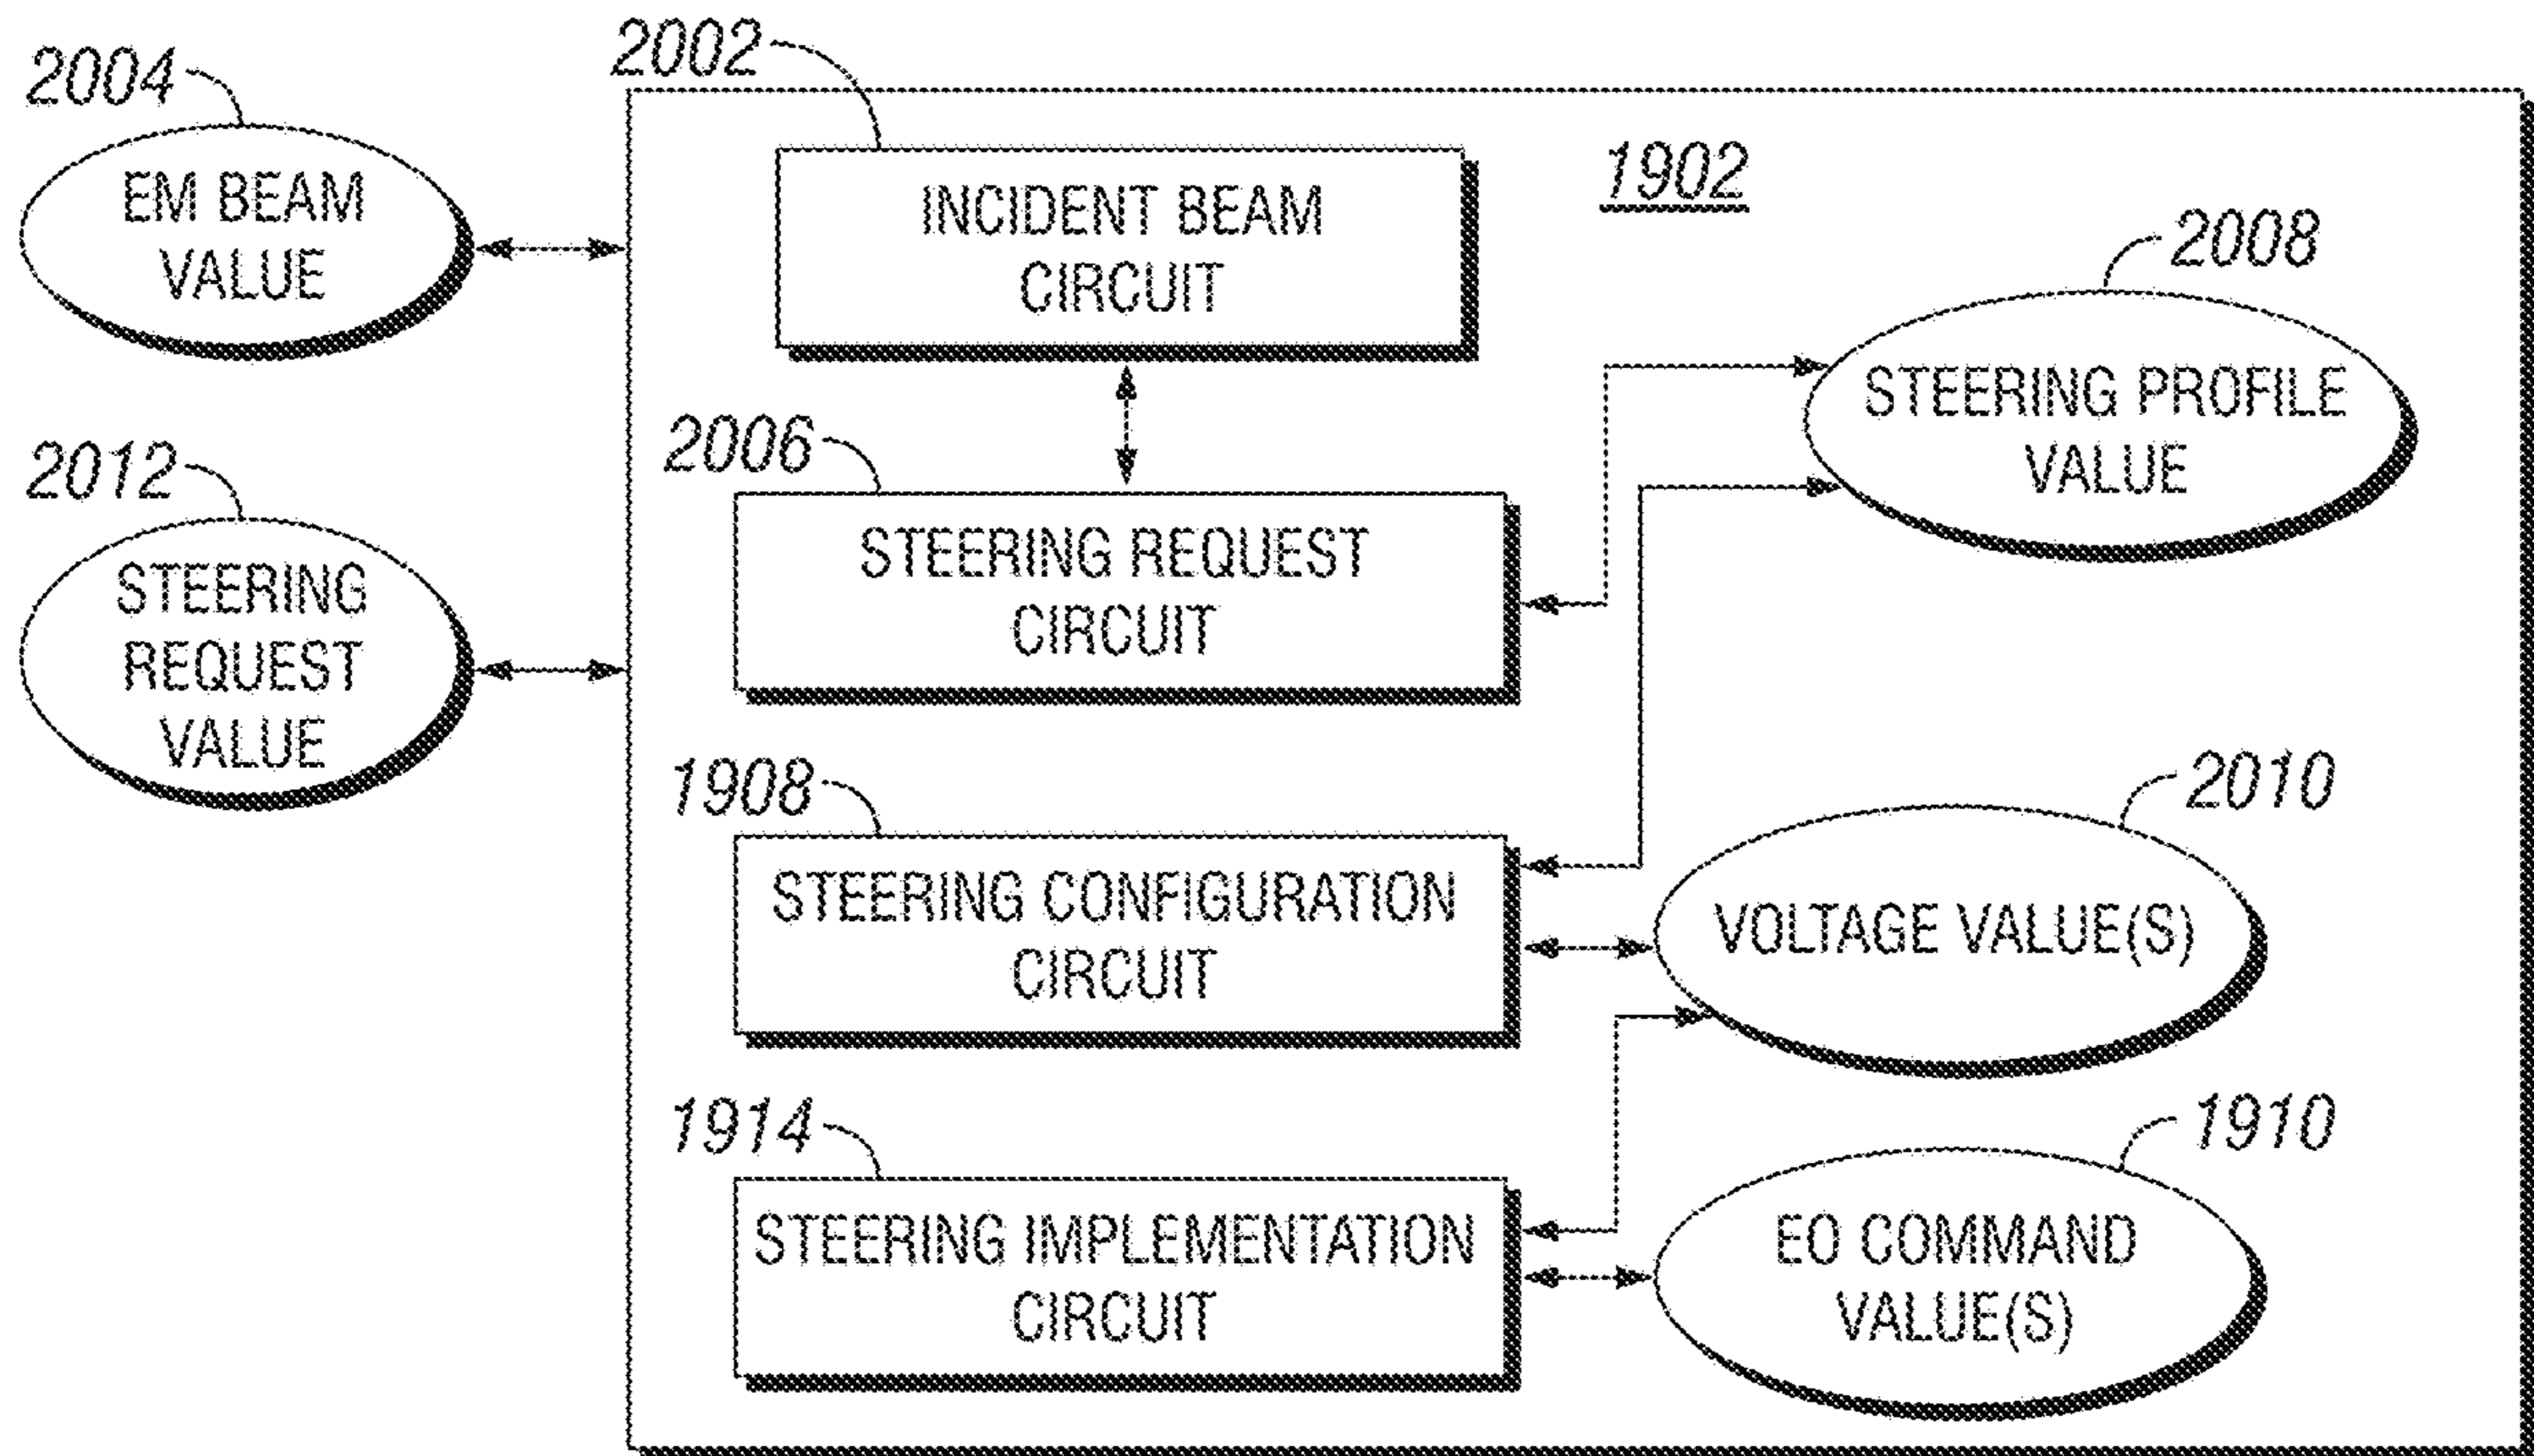 2002
2004
EM BEAM
VALUE
INCIDENT BEAM
CIRCUIT
1902
2008
STEERING PROFILE
VALUE
2012
STEERING
REQUEST
VALUE
2006
STEERING REQUEST
CIRCUIT
1908
STEERING CONFIGURATION
CIRCUIT
2010
VOLTAGE VALUE(S)
1914
STEERING IMPLEMENTATION
CIRCUIT
1910
EO COMMAND
VALUE(S)